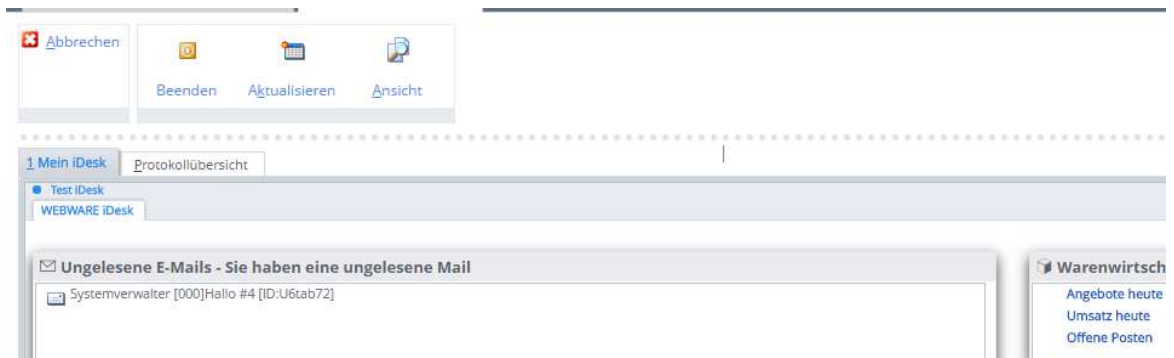 Abbrechen
Beenden Aktualisieren Ansicht
1 Mein iDesk Protokollübersicht
Test iDesk
WEBWARE iDesk
Ungelesene E-Mails - Sie haben eine ungelesene Mail
Systemverwalter [000]Hallo #4 [ID:U6tab72]
Warenwirtsch
Angebote heute
Umsatz heute
Offene Posten